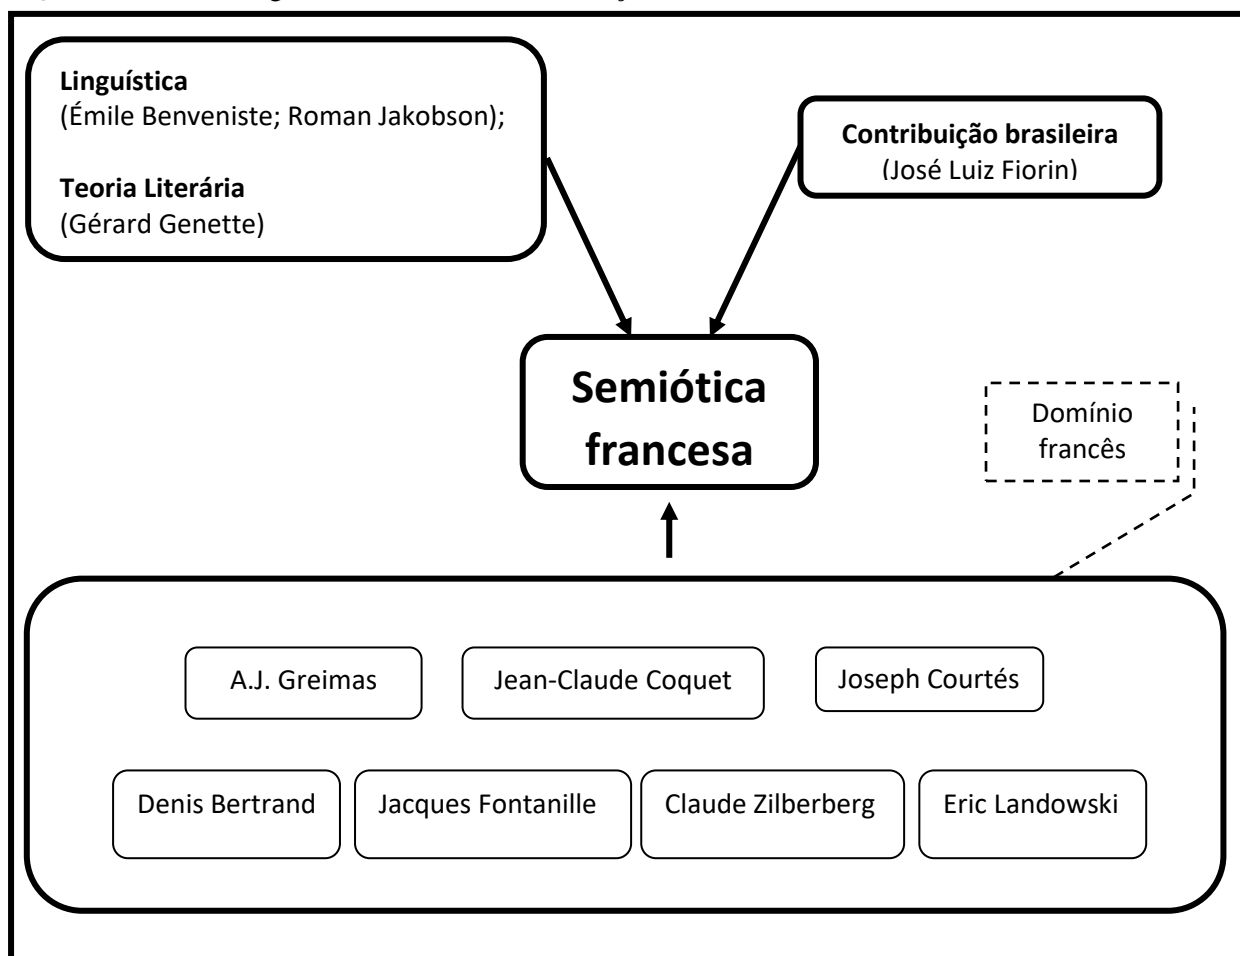 Linguística
(Émile Benveniste; Roman Jakobson);
Teoria Literária
(Gérard Genette)
Contribuição brasileira
(José Luiz Fiorin)
Semiótica
francesa
Domínio
francês
A.J. Greimas
Jean-Claude Coquet
Joseph Courtés
Denis Bertrand
Jacques Fontanille
Claude Zilberberg
Eric Landowski